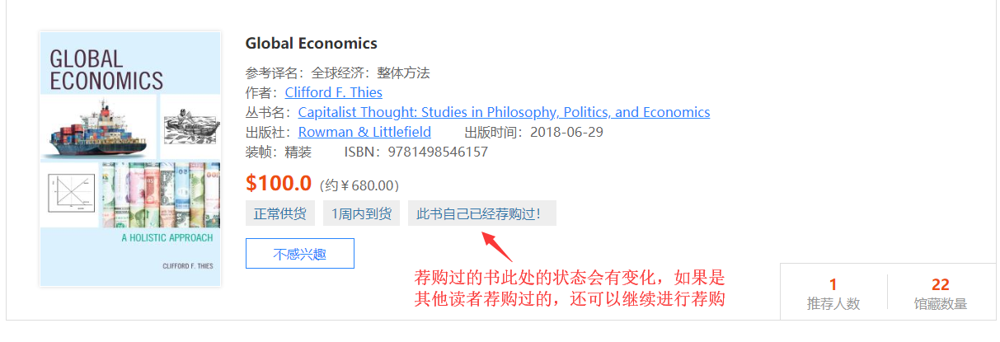 GLOBAL
ECONOMICS
A HOLISTIC APPROACH
CLIFFORD F. THIES
Global Economics
参考译名：全球经济：整体方法
作者：Clifford F. Thies
丛书名：Capitalist Thought: Studies in Philosophy, Politics, and Economics
出版社：Rowman & Littlefield 出版时间：2018-06-29
装帧：精装 ISBN：9781498546157
$100.0（约￥680.00）
正常供货 1周内到货 此书自己已经荐购过！
不感兴趣
荐购过的书此处的状态会有变化，如果是
其他读者荐购过的，还可以继续进行荐购
1 22
推荐人数 馆藏数量